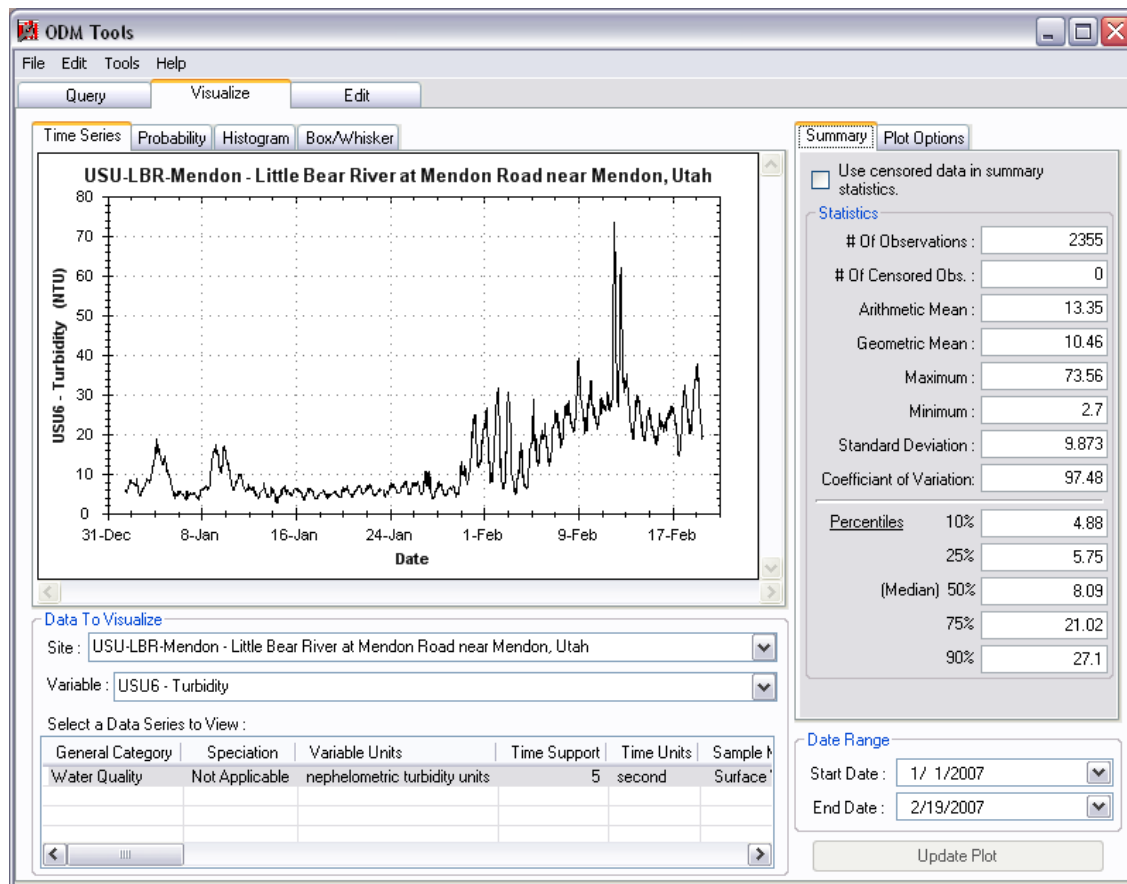 ODM Tools
File Edit Tools Help
Query Visualize Edit
Time Series Probability Histogram Box/Whisker
USU-LBR-Mendon - Little Bear River at Mendon Road near Mendon, Utah
USU6 - Turbidity (NTU)
80
70
60
50
40
30
20
10
0
31-Dec 8-Jan 16-Jan 24-Jan 1-Feb 9-Feb 17-Feb
Date
Data To Visualize
Site : USU-LBR-Mendon - Little Bear River at Mendon Road near Mendon, Utah
Variable : USU6 - Turbidity
Select a Data Series to View :
General Category Speciation Variable Units Time Support Time Units Sample M
Water Quality Not Applicable nephelometric turbidity units 5 second Surface
Summary Plot Options
Use censored data in summary
statistics.
Statistics
# Of Observations : 2355
# Of Censored Obs. : 0
Arithmetic Mean : 13.35
Geometric Mean : 10.46
Maximum : 73.56
Minimum : 2.7
Standard Deviation : 9.873
Coefficiant of Variation: 97.48
Percentiles 10% 4.88
25% 5.75
(Median) 50% 8.09
75% 21.02
90% 27.1
Date Range
Start Date : 1/ 1/2007
End Date : 2/19/2007
Update Plot